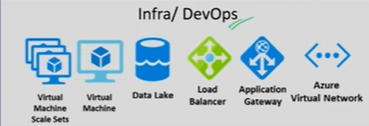 Infra/ DevOps
Virtual Machine Scale Sets
Virtual Machine
Data Lake
Load Balancer
Application Gateway
Azure Virtual Network